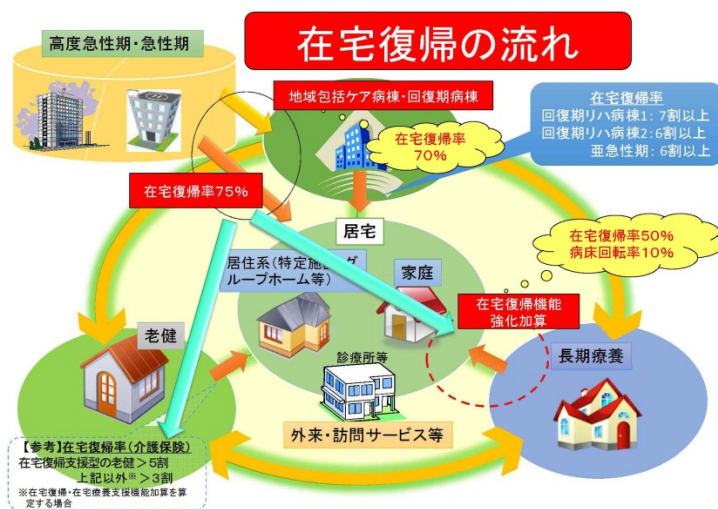 在宅復帰の流れ
高度急性期・急性期
地域包括ケア病棟・回復期病棟
在宅復帰率
70%
在宅復帰率
回復期リハ病棟1: 7割以上
回復期リハ病棟2:6割以上
亜急性期: 6割以上
在宅復帰率75%
居宅
居住系(特定施
グ
ループホーム等)
家庭
在宅復帰率50%
病床回転率10%
在宅復帰機能
強化加算
老健
長期療養
診療所等
外来・訪問サービス等
【参考】在宅復帰率(介護保険)
在宅復帰支援型の老健>5割
上記以外※ >3割
※在宅復帰・在宅療養支援機能加算を算
定する場合